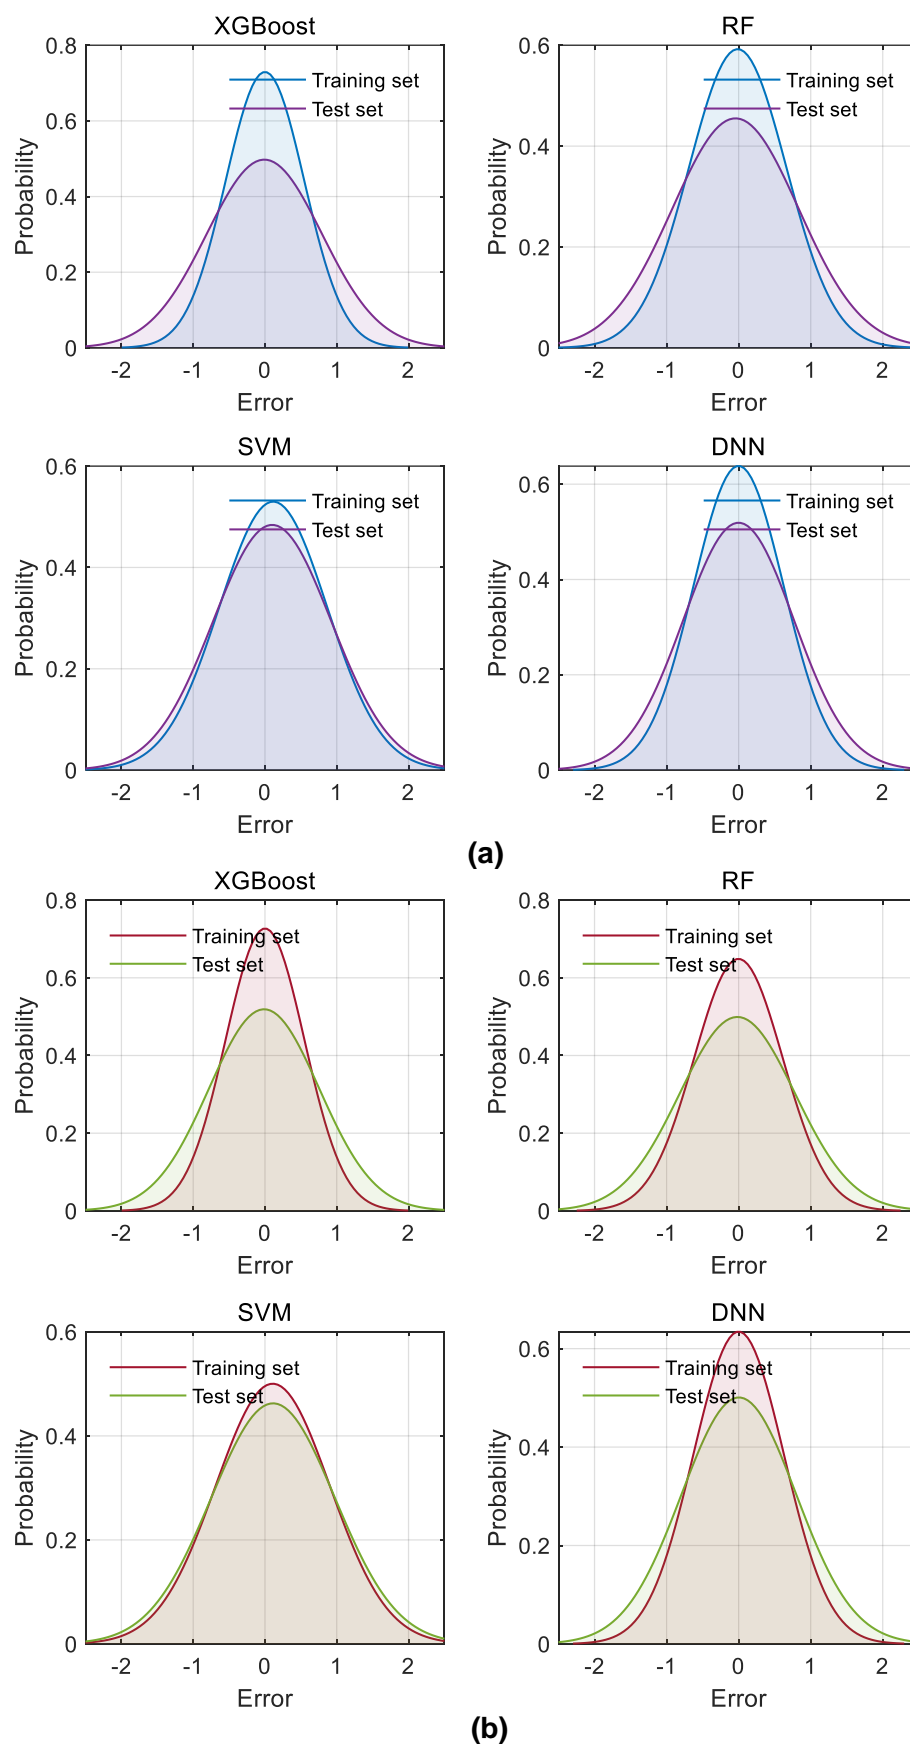 XGBoost
0.8
0.6
0.4
0.2
0
Probability
Training set
Test set
-2 -1 0 1 2
Error
RF
0.6
0.4
0.2
0
Probability
Training set
Test set
-2 -1 0 1 2
Error
SVM
0.6
0.4
0.2
0
Probability
Training set
Test set
-2 -1 0 1 2
Error
DNN
0.6
0.4
0.2
0
Probability
Training set
Test set
-2 -1 0 1 2
Error
(a)
XGBoost
0.8
0.6
0.4
0.2
0
Probability
Training set
Test set
-2 -1 0 1 2
Error
RF
0.8
0.6
0.4
0.2
0
Probability
Training set
Test set
-2 -1 0 1 2
Error
SVM
0.6
0.4
0.2
0
Probability
Training set
Test set
-2 -1 0 1 2
Error
DNN
0.6
0.4
0.2
0
Probability
Training set
Test set
-2 -1 0 1 2
Error
(b)